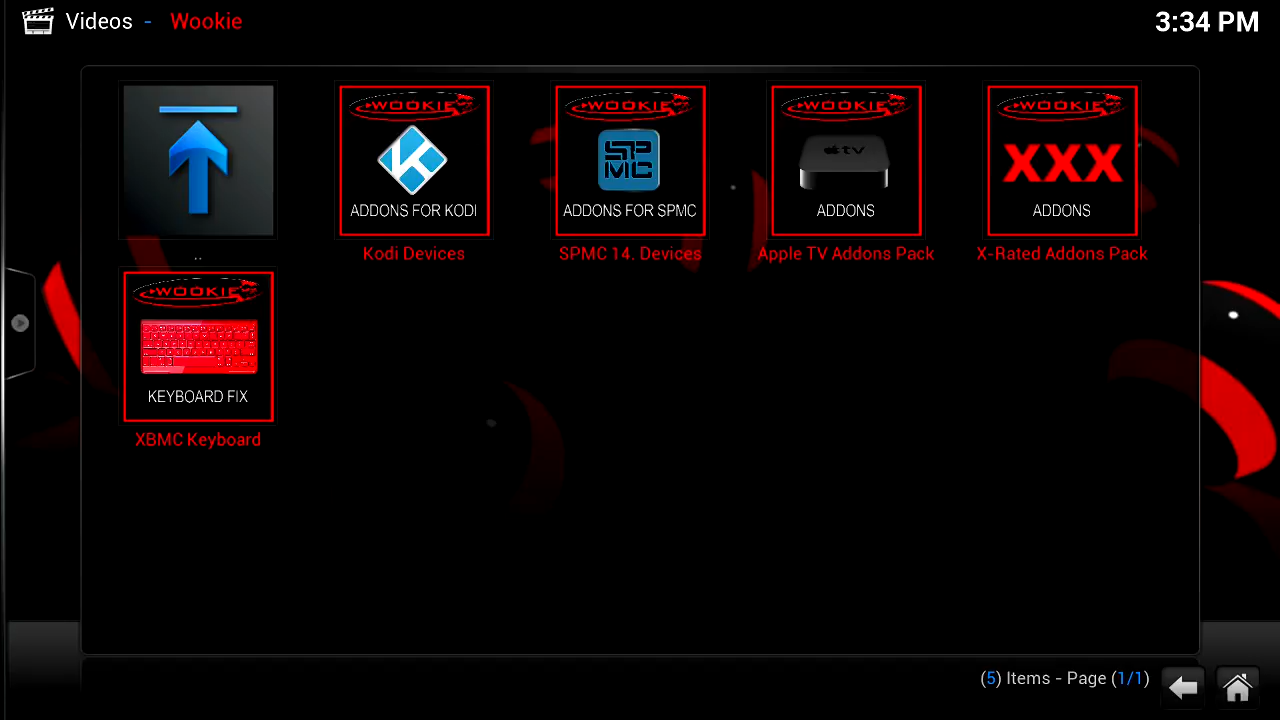 Videos - Wookie
3:34 PM
WOOKIE
ADDONS FOR KODI
Kodi Devices
WOOKIE
SPMC
ADDONS FOR SPMC
SPMC 14. Devices
WOOKIE
tv
ADDONS
Apple TV Addons Pack
WOOKIE
XXX
ADDONS
X-Rated Addons Pack
..
WOOKIE
KEYBOARD FIX
XBMC Keyboard
(5) Items - Page (1/1)